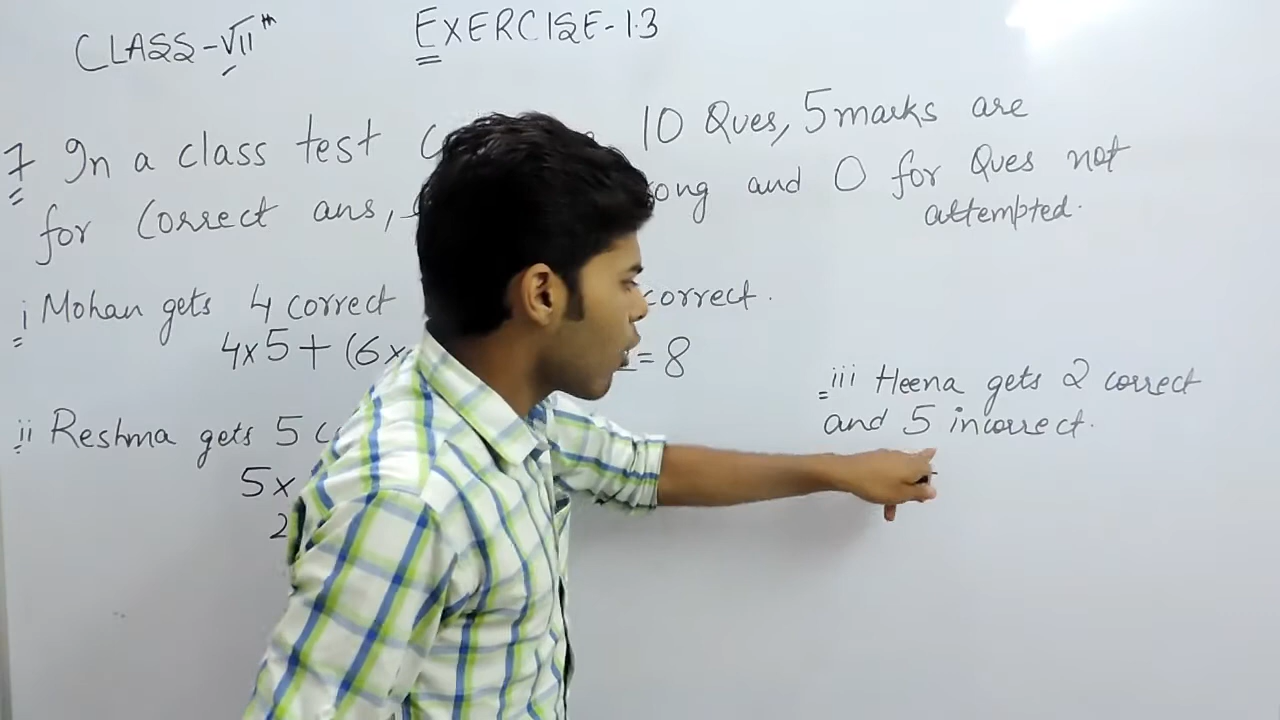 CLASS-VII th
EXERCISE-1.3
7 In a class test 10 Ques, 5 marks are
for correct ans, and 0 for Ques not
attempted.
i Mohan gets 4 correct correct.
4x5+(6x =8
ii Reshma gets 5
5x
2
iii Heena gets 2 correct
and 5 incorrect.